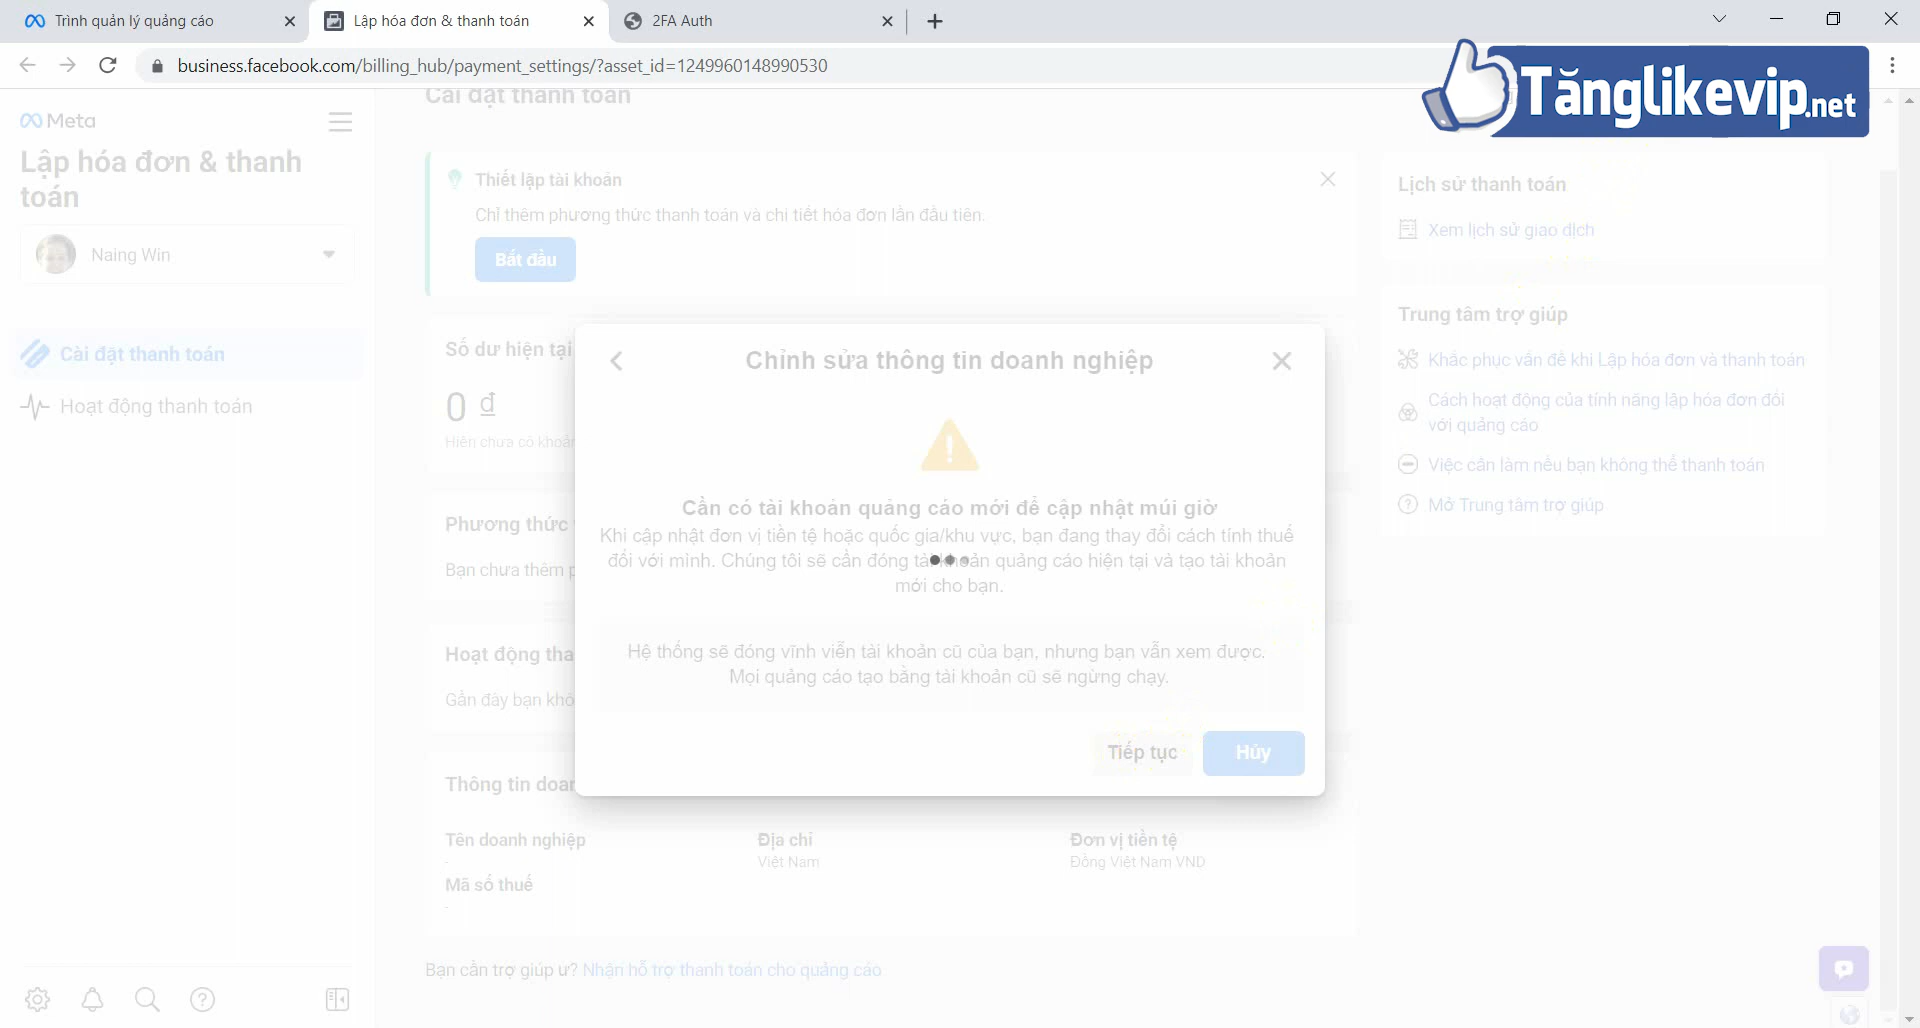 Trình quản lý quảng cáo
Lập hóa đơn & thanh toán
2FA Auth
business.facebook.com/billing_hub/payment_settings/?asset_id=1249960148990530
Tănglikevip.net
Meta
Lập hóa đơn & thanh
toán
Naing Win
Cài đặt thanh toán
Hoạt động thanh toán
Cài đặt thanh toán
Thiết lập tài khoản
Chỉ thêm phương thức thanh toán và chi tiết hóa đơn lần đầu tiên.
Bắt đầu
Số dư hiện tại
0 đ
Hiện chưa có khoản
Phương thức
Bạn chưa thêm
Hoạt động tha
Gần đây bạn khô
Thông tin doan
Tên doanh nghiệp
-
Mã số thuế
-
Địa chỉ
Việt Nam
Đơn vị tiền tệ
Đồng Việt Nam VND
Bạn cần trợ giúp ư? Nhận hỗ trợ thanh toán cho quảng cáo
Chỉnh sửa thông tin doanh nghiệp
Cần có tài khoản quảng cáo mới để cập nhật múi giờ
Khi cập nhật đơn vị tiền tệ hoặc quốc gia/khu vực, bạn đang thay đổi cách tính thuế
đối với mình. Chúng tôi sẽ cần đóng tài khoản quảng cáo hiện tại và tạo tài khoản
mới cho bạn.
Hệ thống sẽ đóng vĩnh viễn tài khoản cũ của bạn, nhưng bạn vẫn xem được.
Mọi quảng cáo tạo bằng tài khoản cũ sẽ ngừng chạy.
Tiếp tục
Hủy
Lịch sử thanh toán
Xem lịch sử giao dịch
Trung tâm trợ giúp
Khắc phục vấn đề khi Lập hóa đơn và thanh toán
Cách hoạt động của tính năng lập hóa đơn đối
với quảng cáo
Việc cần làm nếu bạn không thể thanh toán
Mở Trung tâm trợ giúp